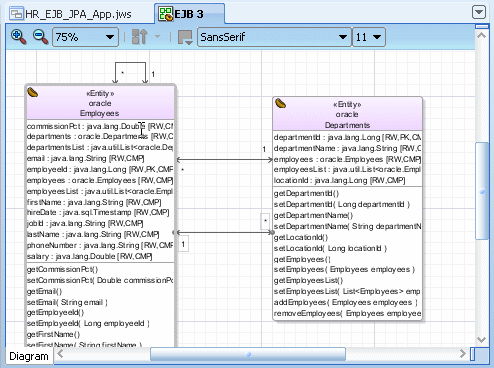 HR_EJB_JPA_App.jws
EJB 3
75%
SansSerif
11
* 1
«Entity»
oracle
Employees
commissionPct : java.lang.Double [RW,CM
departments : oracle.Departments [RW,CM
departmentsList : java.util.List<oracle.De
email : java.lang.String [RW,CMP]
employeeId : java.lang.Long [RW,PK,CM
employees : oracle.Employees [RW,CMP]
employeesList : java.util.List<oracle.Empl
firstName : java.lang.String [RW,CMP]
hireDate : java.sql.Timestamp [RW,CMP]
jobId : java.lang.String [RW,CMP]
lastName : java.lang.String [RW,CMP]
phoneNumber : java.lang.String [RW,CM
salary : java.lang.Double [RW,CMP]
getCommissionPct()
setCommissionPct( Double commissionPc
getEmail()
setEmail( String email )
getEmployeeId()
setEmployeeId( Long employeeId )
getFirstName()
setFirstName( String firstName )
1
*
*
1
«Entity»
oracle
Departments
departmentId : java.lang.Long [RW,PK,CM
departmentName : java.lang.String [RW,C
employees : oracle.Employees [RW,CMP]
employeesList : java.util.List<oracle.Empl
locationId : java.lang.Long [RW,CMP]
getDepartmentId()
setDepartmentId( Long departmentId )
getDepartmentName()
setDepartmentName( String departmentN
getLocationId()
setLocationId( Long locationId )
getEmployees()
setEmployees( Employees employees )
getEmployeesList()
setEmployeesList( List<Employees> emp
addEmployees( Employees employees )
removeEmployees( Employees employee
Diagram